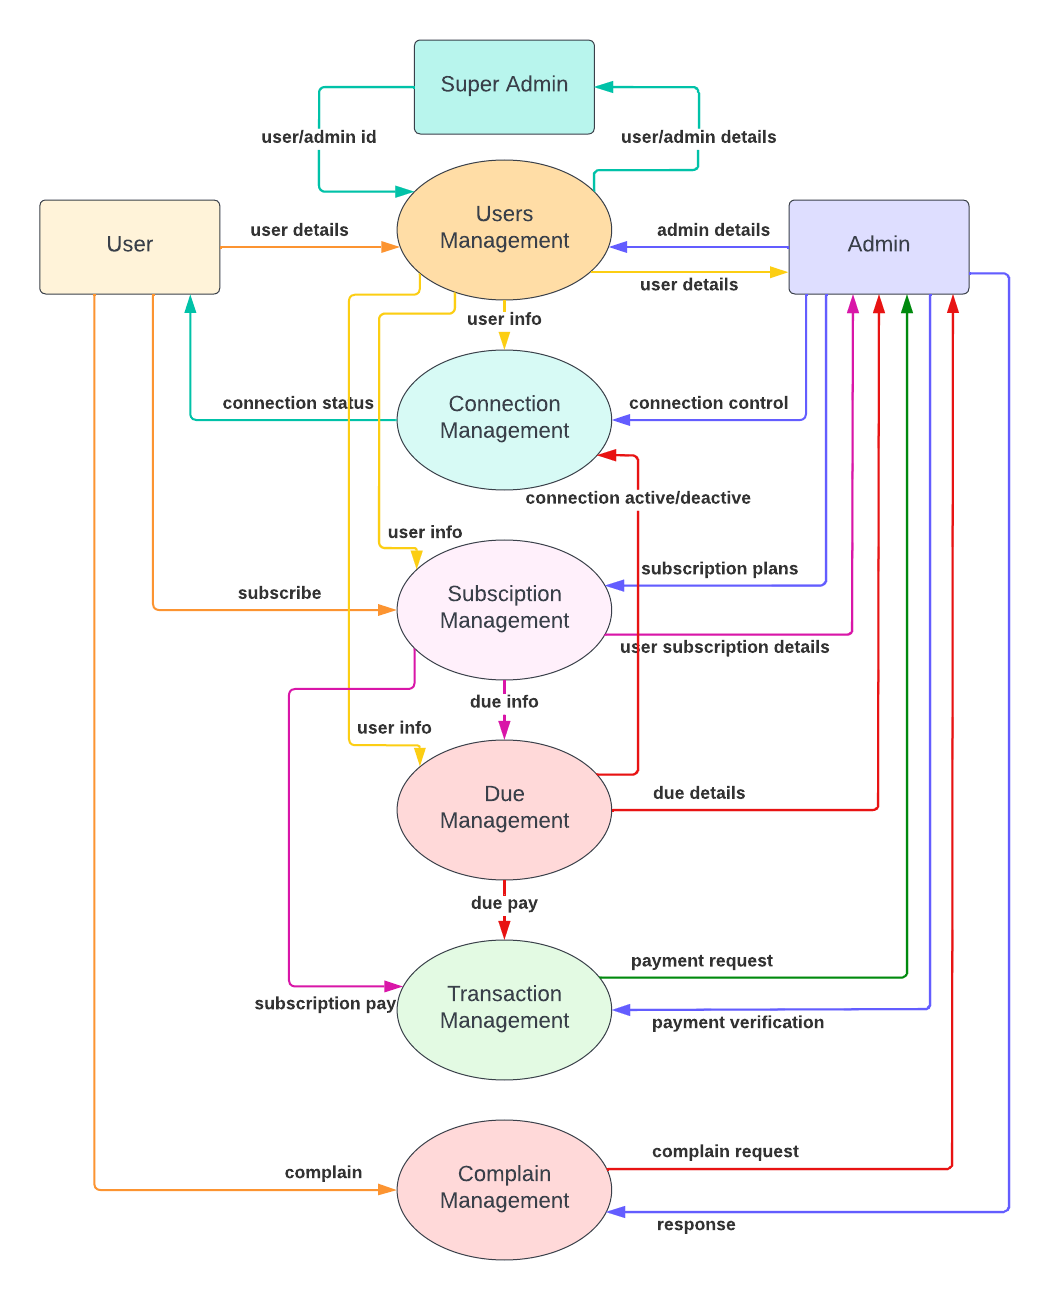 Super Admin
user/admin id
user/admin details
Users
Management
User
user details
admin details
Admin
user details
user info
Connection
Management
connection status
connection control
connection active/deactive
user info
subscription plans
Subsciption
Management
subscribe
user subscription details
due info
user info
Due
Management
due details
due pay
payment request
Transaction
Management
subscription pay
payment verification
complain request
Complain
Management
complain
response